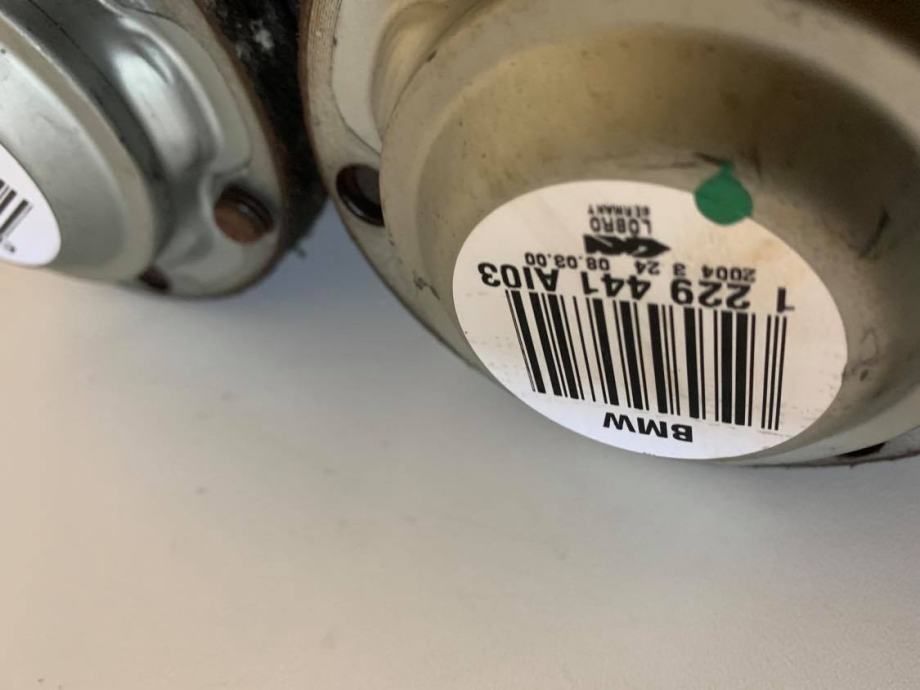 BMW
1 229 441 AI03
2004 3 24 08.03.00
GKN
LÖBRO
GERMANY